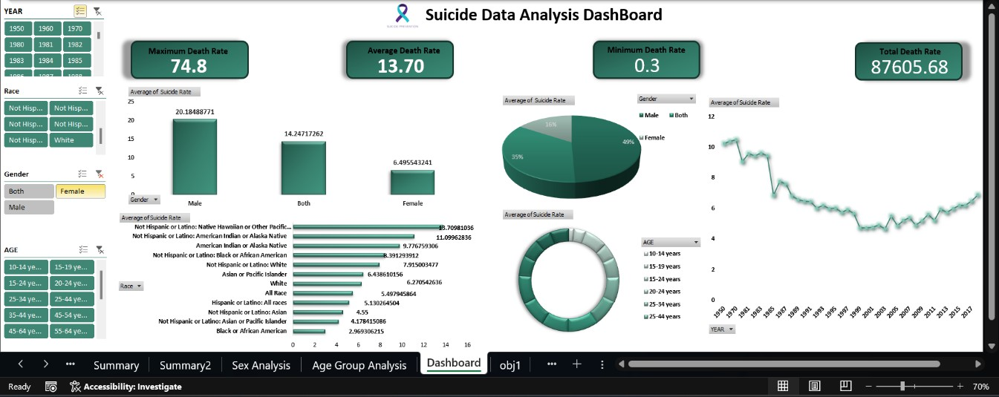 YEAR
1950 1960 1970
1980 1981 1982
1983 1984 1985
1986 1987 1988
Race
Not Hisp... Not Hisp...
Not Hisp... Not Hisp...
Not Hisp... White
Gender
Both Female
Male
AGE
10-14 ye... 15-19 ye...
15-24 ye... 20-24 ye...
25-34 ye... 25-44 ye...
35-44 ye... 45-54 ye...
45-64 ye... 55-64 ye...
SUICIDE PREVENTION
Suicide Data Analysis DashBoard
Maximum Death Rate
74.8
Average Death Rate
13.70
Minimum Death Rate
0.3
Total Death Rate
87605.68
Average of Suicide Rate
25
20
15
10
5
0
20.18488771
14.24717262
6.495543241
Gender
Male Both Female
Average of Suicide Rate
Not Hispanic or Latino: Native Hawaiian or Other Pacific... 13.70981036
Not Hispanic or Latino: American Indian or Alaska Native 11.09962836
American Indian or Alaska Native 9.776759306
Not Hispanic or Latino: Black or African American 8.391293912
Not Hispanic or Latino: White 7.915003477
Asian or Pacific Islander 6.438610156
White 6.270542636
All Race 5.497945864
Hispanic or Latino: All races 5.130264504
Not Hispanic or Latino: Asian 4.55
Not Hispanic or Latino: Asian or Pacific Islander 4.178415086
Black or African American 2.969306215
Race
0 2 4 6 8 10 12 14 16
Average of Suicide Rate
Gender
Male Both
Female
16%
49%
35%
Average of Suicide Rate
AGE
10-14 years
15-19 years
15-24 years
20-24 years
25-34 years
25-44 years
Average of Suicide Rate
12
10
8
6
4
2
0
1950 1970 1981 1983 1985 1987 1989 1991 1993 1995 1997 1999 2001 2003 2005 2007 2009 2011 2013 2015 2017
YEAR
Summary Summary2 Sex Analysis Age Group Analysis Dashboard obj1
Ready Accessibility: Investigate 70%